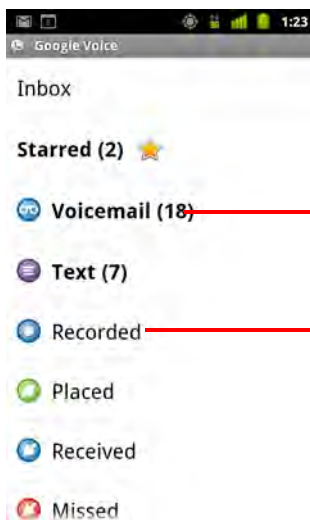 1:23
Google Voice
Inbox
Starred (2)
Voicemail (18)
Text (7)
Recorded
Placed
Received
Missed